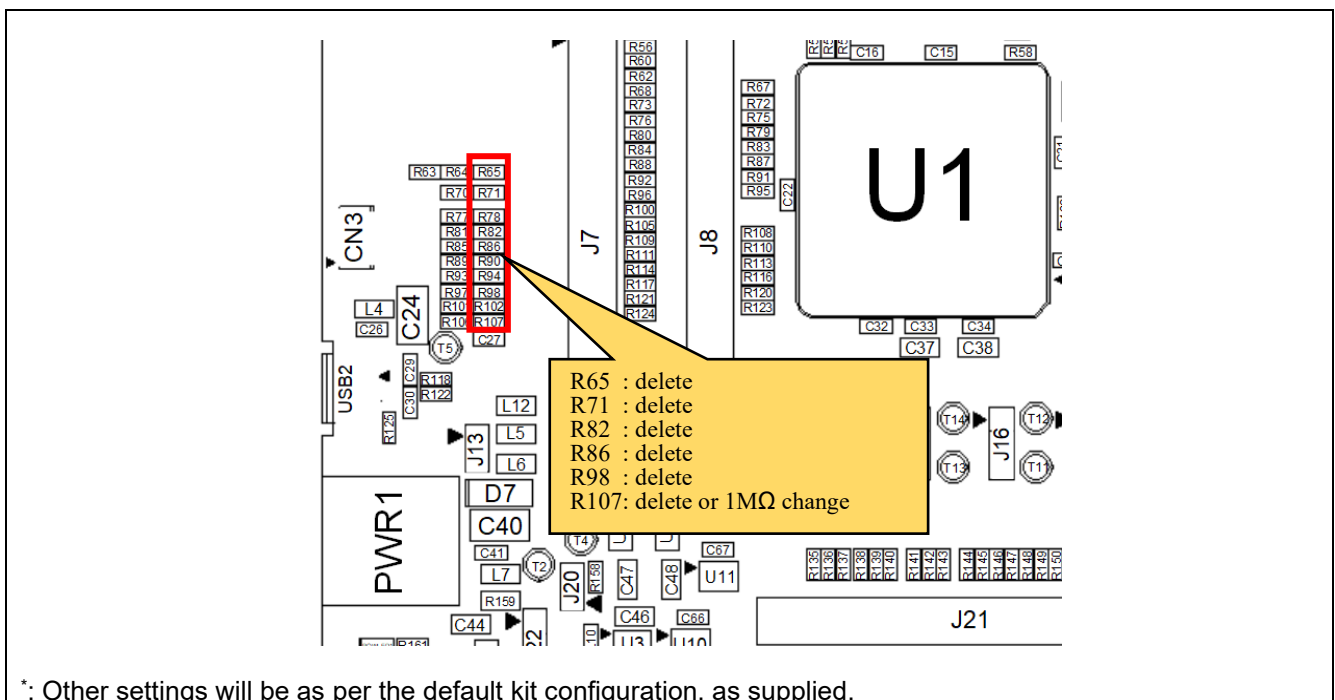 R56
R60
R62
R68
R73
R76
R80
R84
R88
R92
R96
R100
R105
R109
R111
R114
R117
R121
R124
C16
C15
R58
R67
R72
R75
R79
R83
R87
R91
R95
C22
U1
R108
R110
R113
R116
R120
R123
C32
C33
C34
C37
C38
J7
J8
R63 R64 R65
R70 R71
R77 R78
R81 R82
R85 R86
R89 R90
R93 R94
R97 R98
R102
R107
C27
CN3
L4
C26
C24
T5
USB2
C29
C30
R118
R122
R125
L12
L5
L6
J13
R65 : delete
R71 : delete
R82 : delete
R86 : delete
R98 : delete
R107: delete or 1MΩ change
T14
T12
T13
T11
J16
PWR1
D7
C40
C41
L7
T2
T4
R159
C44
J20
R158
C47
C48
C67
U11
C46
C66
U3
U10
R135
R136
R137
R138
R139
R140
R141
R142
R143
R144
R145
R146
R147
R148
R149
R150
J21
R161
*: Other settings will be as per the default kit configuration, as supplied.